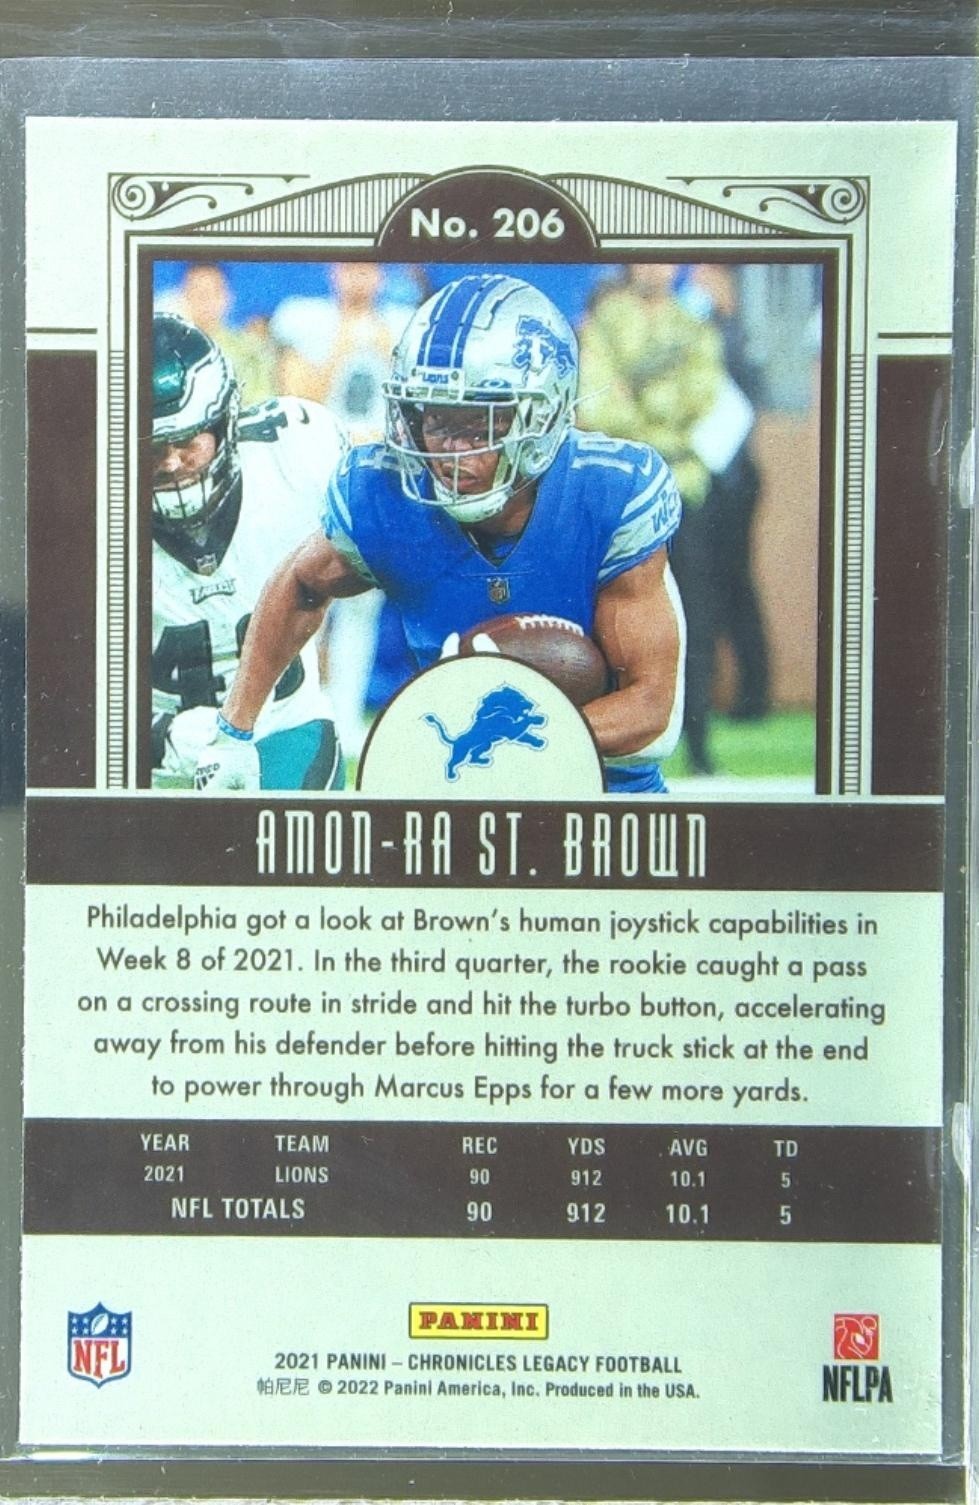 No. 206
LIONS
EAGLES
AMON-RA ST. BROWN
Philadelphia got a look at Brown's human joystick capabilities in
Week 8 of 2021. In the third quarter, the rookie caught a pass
on a crossing route in stride and hit the turbo button, accelerating
away from his defender before hitting the truck stick at the end
to power through Marcus Epps for a few more yards.
YEAR TEAM REC YDS AVG TD
2021 LIONS 90 912 10.1 5
NFL TOTALS 90 912 10.1 5
NFL
PANINI
2021 PANINI – CHRONICLES LEGACY FOOTBALL
帕尼尼 © 2022 Panini America, Inc. Produced in the USA.
NFLPA